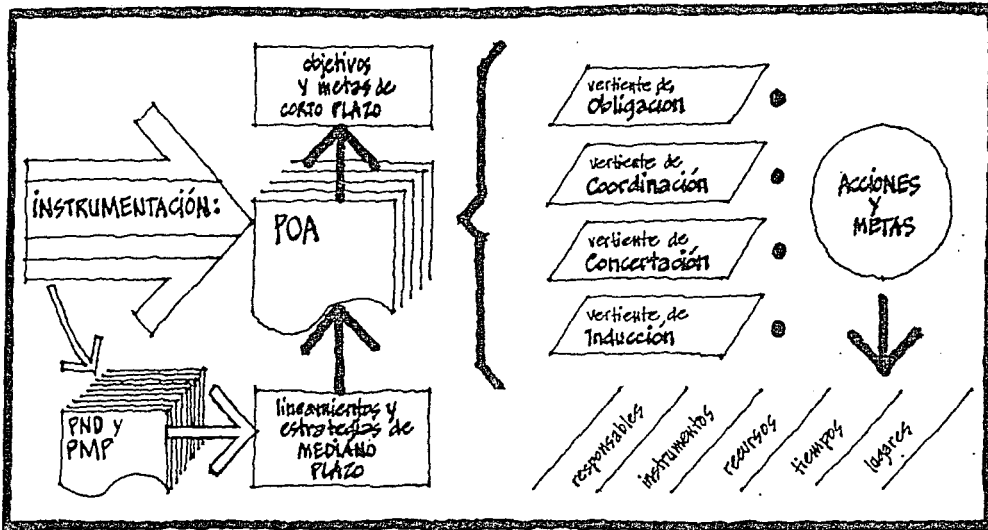 objetivos
y metas de
CORTO PLAZO
INSTRUMENTACIÓN:
POA
PND y
PMP
lineamientos y
estrategias de
MEDIANO
PLAZO
vertiente de
Obligacion
vertiente de
Coordinación
vertiente de
Concertación
vertiente de
Inducción
ACCIONES
Y
METAS
responsables
instrumentos
recursos
tiempos
lugares